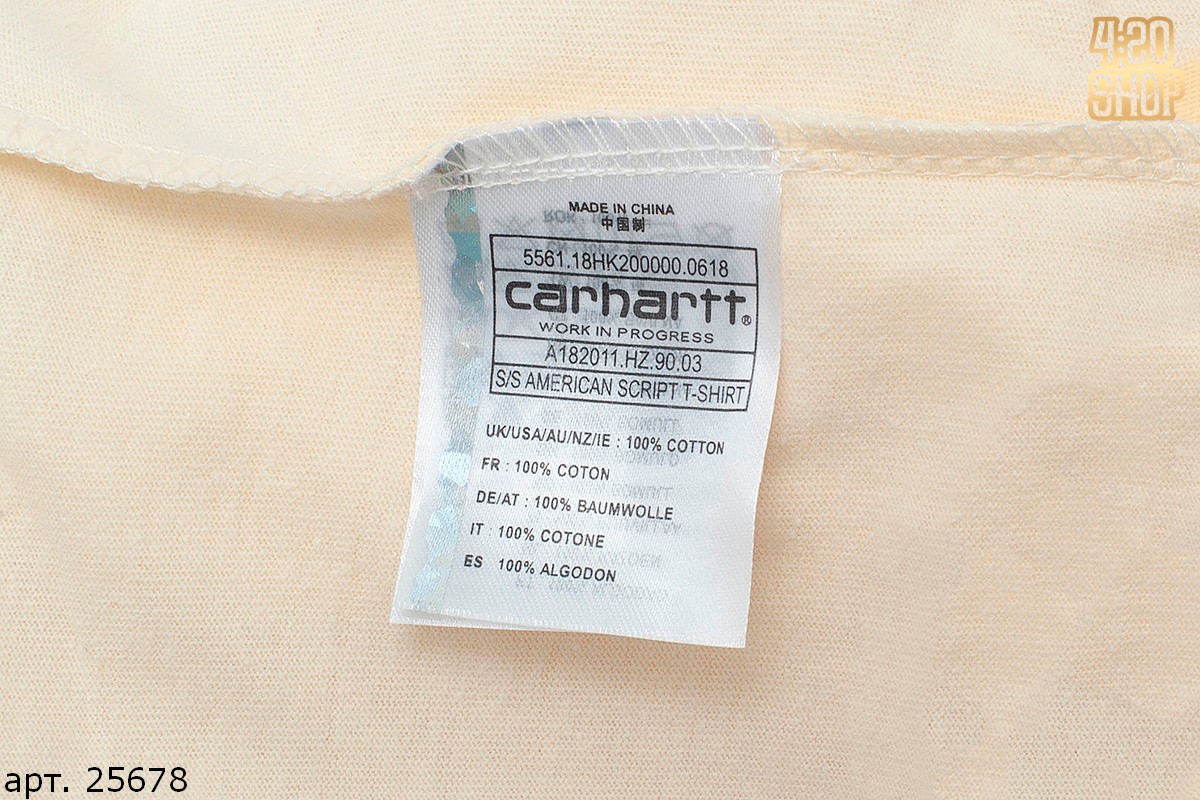 4:20
SHOP
MADE IN CHINA
中国制
5561.18HK200000.0618
carhartt®
WORK IN PROGRESS
A182011.HZ.90.03
S/S AMERICAN SCRIPT T-SHIRT
UK/USA/AU/NZ/IE : 100% COTTON
FR : 100% COTON
DE/AT : 100% BAUMWOLLE
IT : 100% COTONE
ES 100% ALGODON
арт. 25678